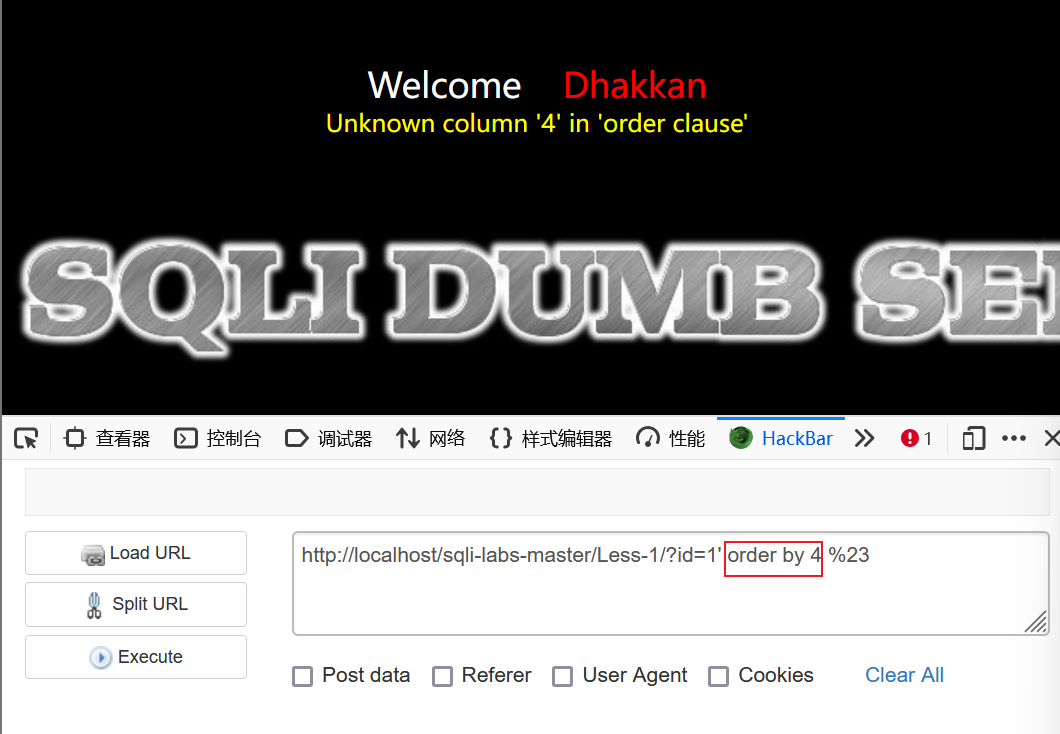 Welcome Dhakkan
Unknown column '4' in 'order clause'
SQLI DUMB SE
查看器 控制台 调试器 网络 {} 样式编辑器 性能 HackBar 1
Load URL
http://localhost/sqli-labs-master/Less-1/?id=1' order by 4 %23
Split URL
Execute
Post data Referer User Agent Cookies Clear All